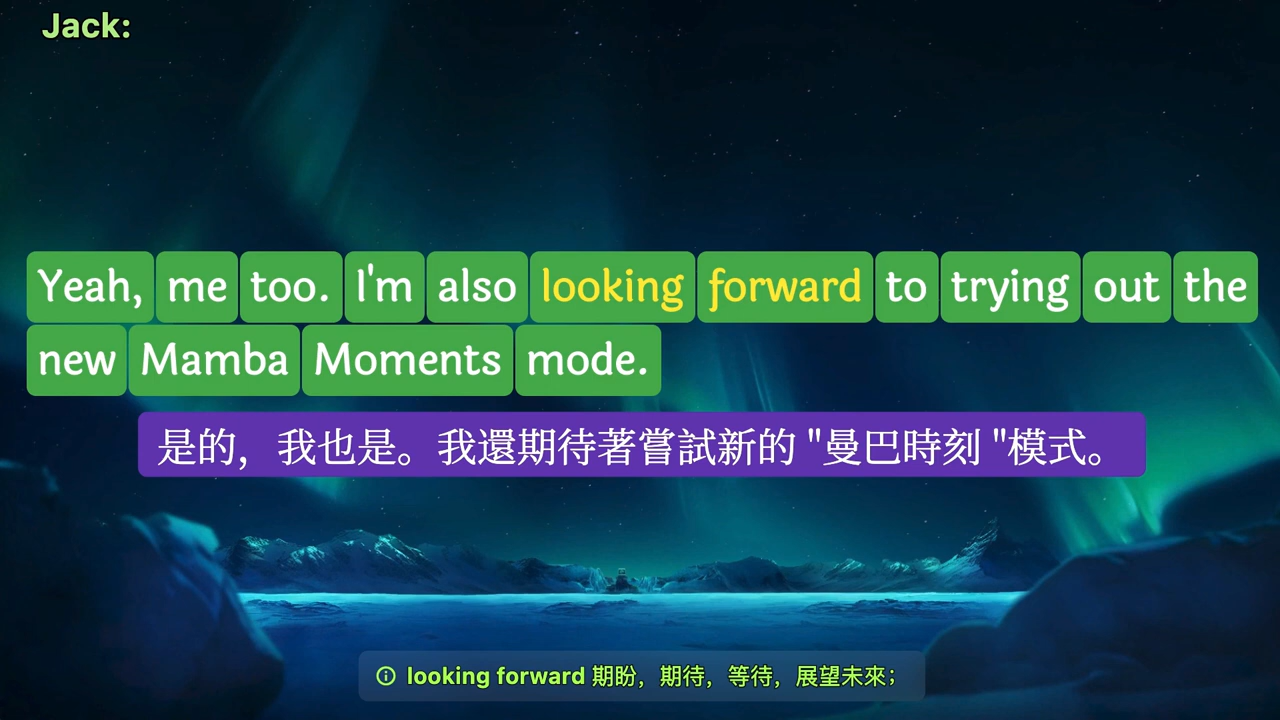 Jack:
Yeah, me too. I'm also looking forward to trying out the
new Mamba Moments mode.
是的，我也是。我還期待著嘗試新的 "曼巴時刻 "模式。
looking forward 期盼，期待，等待，展望未來；